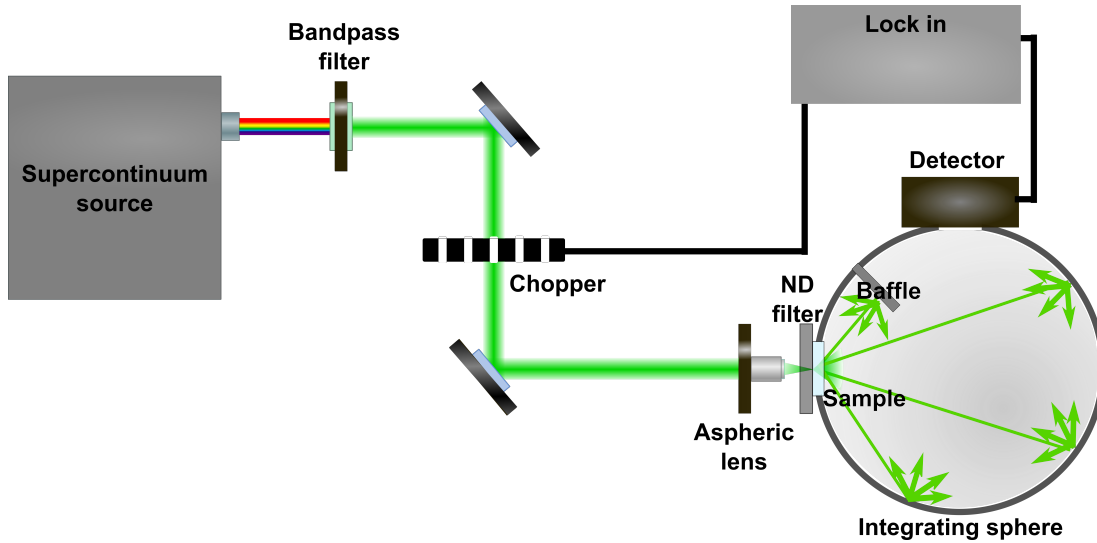 Lock in
Bandpass
filter
Supercontinuum
source
Detector
Chopper
ND
filter
Baffle
Sample
Aspheric
lens
Integrating sphere